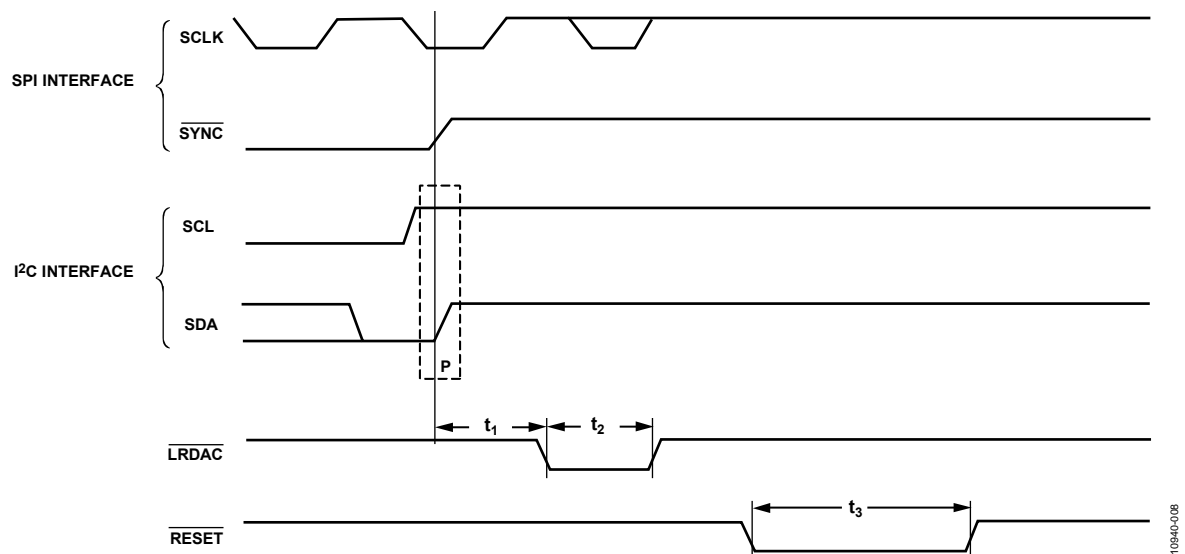 SCLK
SPI INTERFACE
SYNC
SCL
I2C INTERFACE
SDA
P
t1
t2
LRDAC
t3
RESET
10940-008